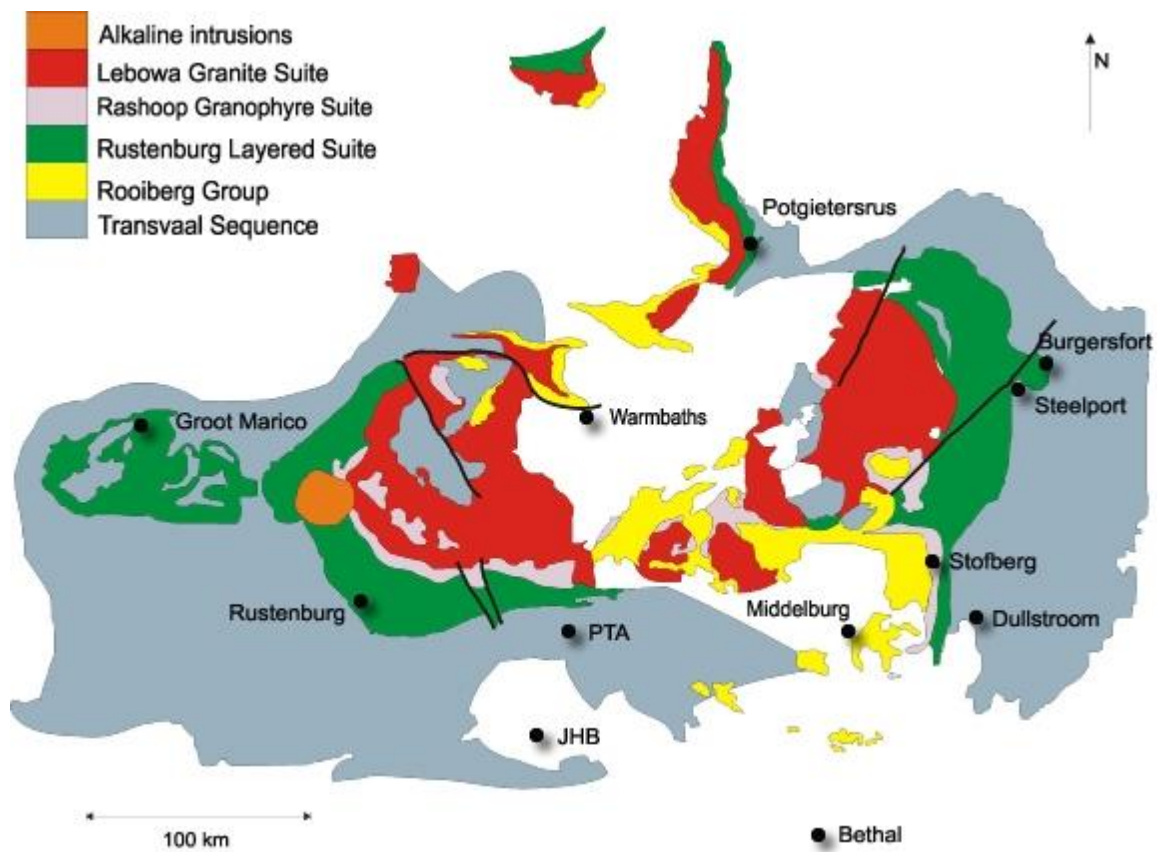 Alkaline intrusions
Lebowa Granite Suite
Rashoop Granophyre Suite
Rustenburg Layered Suite
Rooiberg Group
Transvaal Sequence
N
Potgietersrus
Burgersfort
Steelport
Groot Marico
Warmbaths
Stofberg
Rustenburg
Middelburg
Dullstroom
PTA
JHB
100 km
Bethal